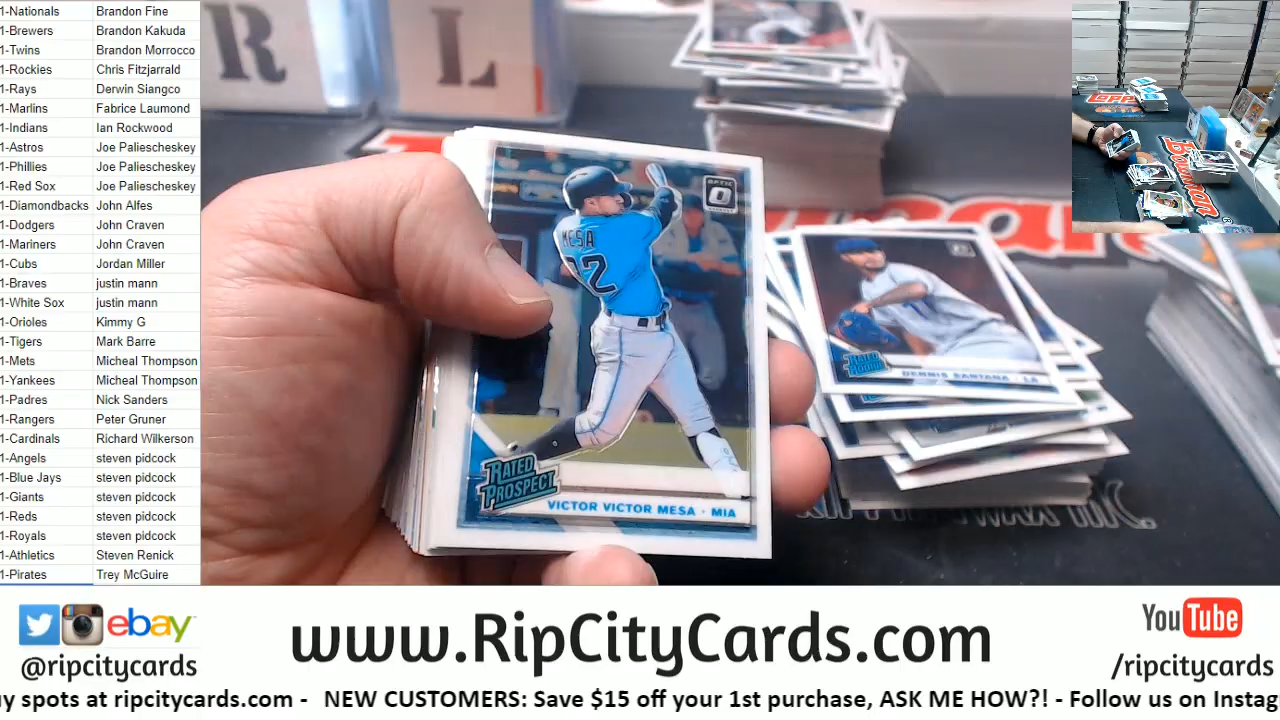 1-Nationals Brandon Fine
1-Brewers Brandon Kakuda
1-Twins Brandon Morrocco
1-Rockies Chris Fitzjarrald
1-Rays Derwin Siangco
1-Marlins Fabrice Laumond
1-Indians Ian Rockwood
1-Astros Joe Paliescheskey
1-Phillies Joe Paliescheskey
1-Red Sox Joe Paliescheskey
1-Diamondbacks John Alfes
1-Dodgers John Craven
1-Mariners John Craven
1-Cubs Jordan Miller
1-Braves justin mann
1-White Sox justin mann
1-Orioles Kimmy G
1-Tigers Mark Barre
1-Mets Micheal Thompson
1-Yankees Micheal Thompson
1-Padres Nick Sanders
1-Rangers Peter Gruner
1-Cardinals Richard Wilkerson
1-Angels steven pidcock
1-Blue Jays steven pidcock
1-Giants steven pidcock
1-Reds steven pidcock
1-Royals steven pidcock
1-Athletics Steven Renick
1-Pirates Trey McGuire
R L
OPTIC
MESA
RATED
PROSPECT
VICTOR VICTOR MESA · MIA
RATED
ROOKIE
DENNIS SANTANA · LA
Topps
Bowman
ebay
@ripcitycards
www.RipCityCards.com
YouTube
/ripcitycards
y spots at ripcitycards.com - NEW CUSTOMERS: Save $15 off your 1st purchase, ASK ME HOW?! - Follow us on Instag